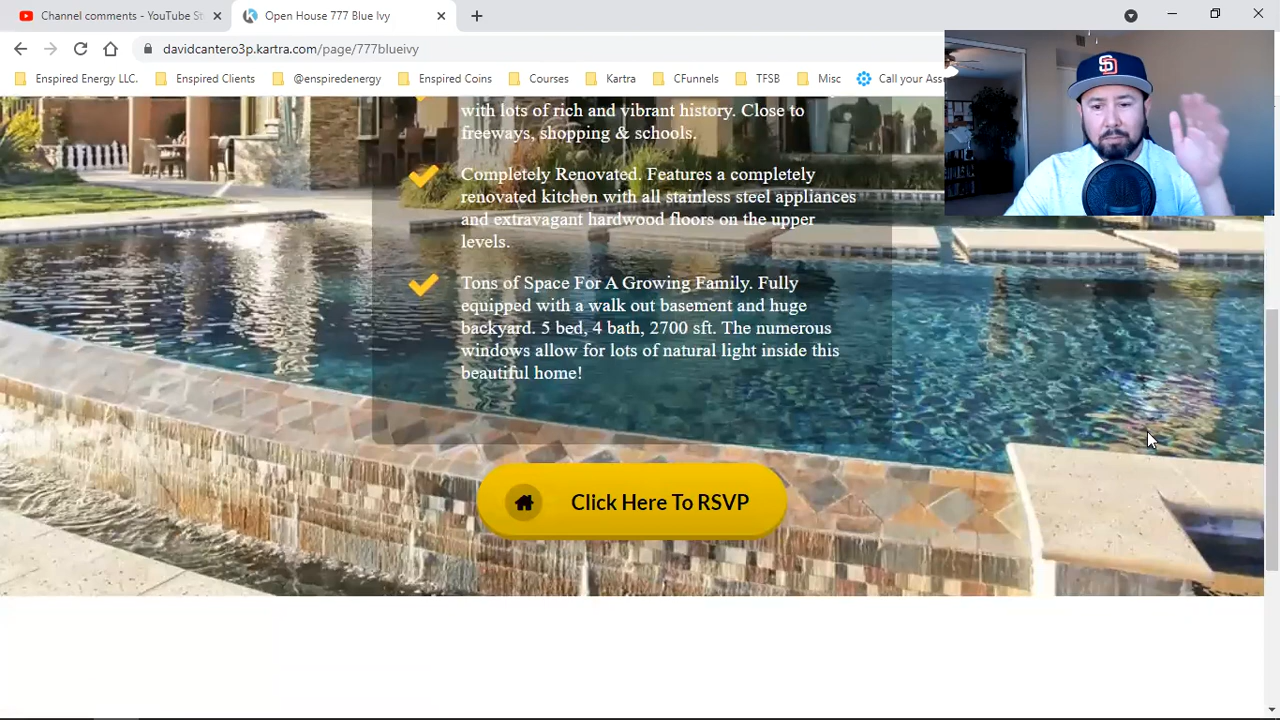 Channel comments - YouTube St
Open House 777 Blue Ivy
davidcantero3p.kartra.com/page/777blueivy
Enspired Energy LLC.
Enspired Clients
@enspiredenergy
Enspired Coins
Courses
Kartra
CFunnels
TFSB
Misc
Call your Ass
with lots of rich and vibrant history. Close to
freeways, shopping & schools.
Completely Renovated. Features a completely
renovated kitchen with all stainless steel appliances
and extravagant hardwood floors on the upper
levels.
Tons of Space For A Growing Family. Fully
equipped with a walk out basement and huge
backyard. 5 bed, 4 bath, 2700 sft. The numerous
windows allow for lots of natural light inside this
beautiful home!
Click Here To RSVP